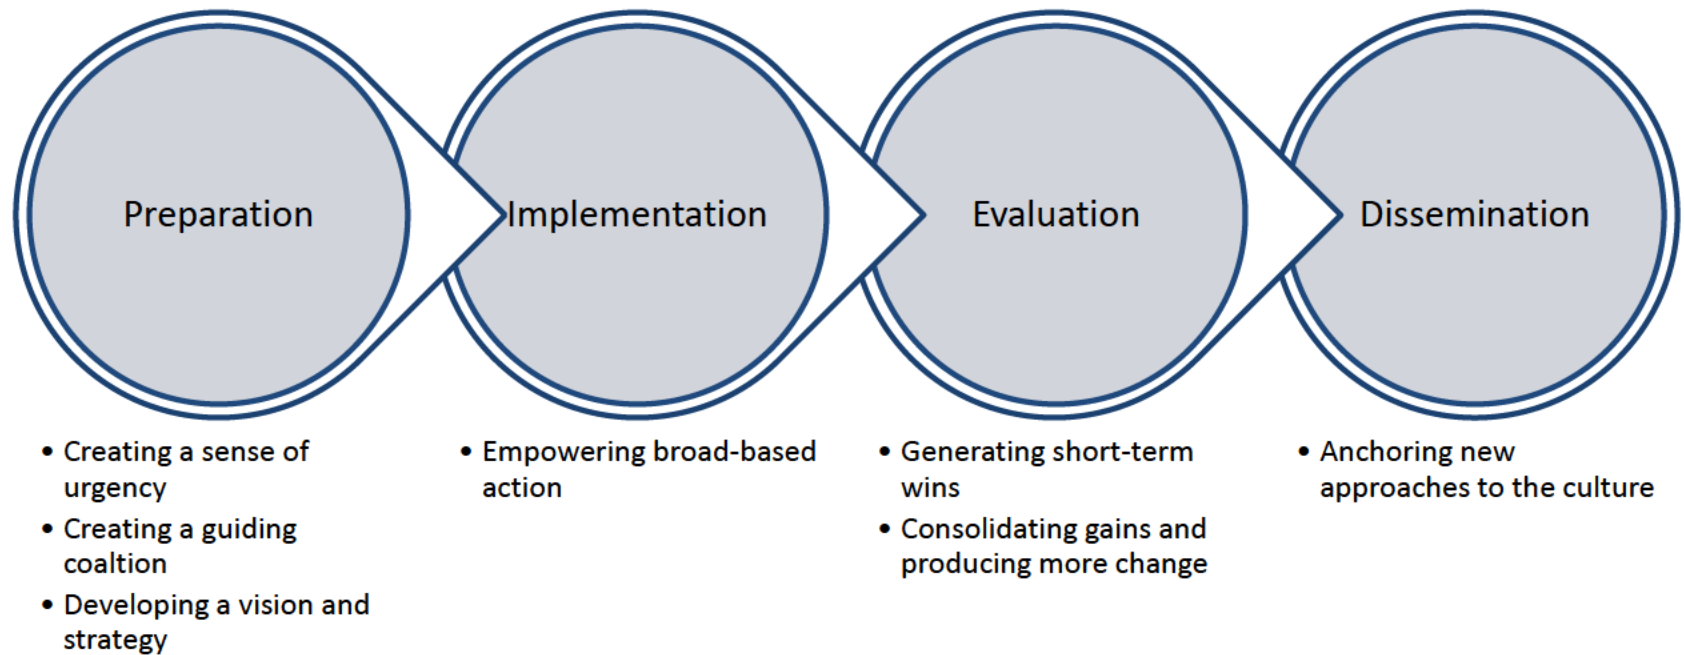 Preparation
Implementation
Evaluation
Dissemination
• Creating a sense of
urgency
• Creating a guiding
coaltion
• Developing a vision and
strategy
• Empowering broad-based
action
• Generating short-term
wins
• Consolidating gains and
producing more change
• Anchoring new
approaches to the culture